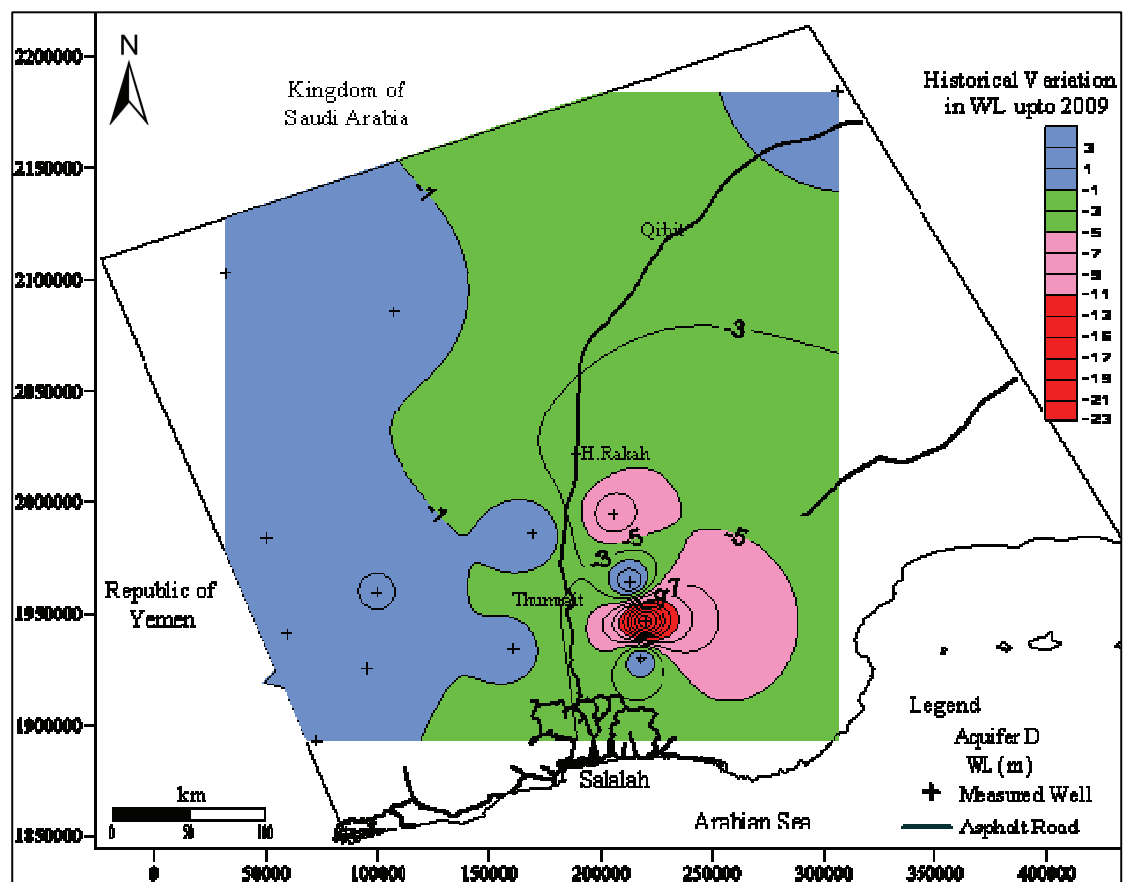 N
Kingdom of
Saudi Arabia
Historical Variation
in WL upto 2009
3
1
-1
-3
-5
-7
-9
-11
-13
-15
-17
-19
-21
-23
2200000
2150000
2100000
2050000
2000000
1950000
1900000
1850000
-1
Qibit
-3
H.Rakah
-1
-5
-5
-3
-7
-9
Thumrait
Republic of
Yemen
Salalah
Arabian Sea
km
0
50
100
Legend
Aquifer D
WL (m)
Measured Well
Asphalt Road
0
50000
100000
150000
200000
250000
300000
350000
400000